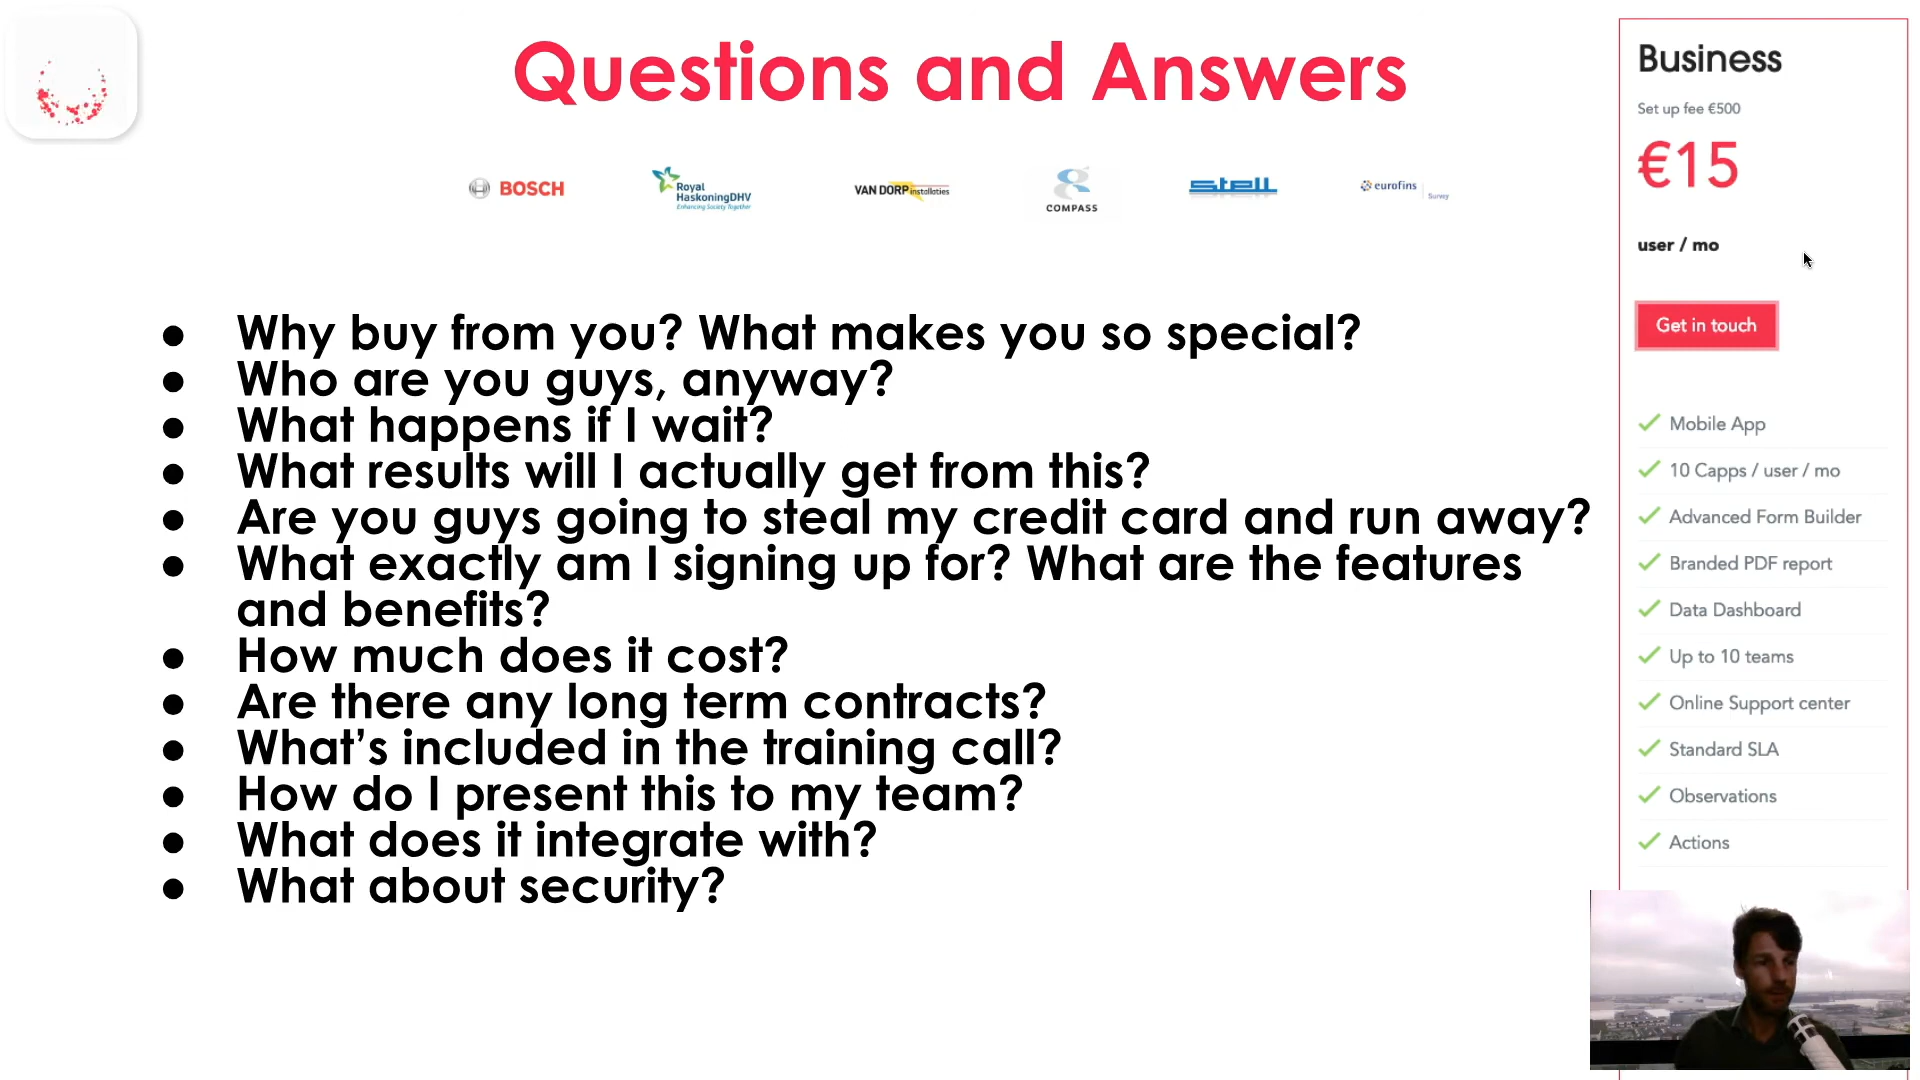 Questions and Answers
BOSCH
Royal
HaskoningDHV
Enhancing Society Together
VAN DORP installaties
COMPASS
stell
eurofins
Survey
● Why buy from you? What makes you so special?
● Who are you guys, anyway?
● What happens if I wait?
● What results will I actually get from this?
● Are you guys going to steal my credit card and run away?
● What exactly am I signing up for? What are the features
and benefits?
● How much does it cost?
● Are there any long term contracts?
● What’s included in the training call?
● How do I present this to my team?
● What does it integrate with?
● What about security?
Business
Set up fee €500
€15
user / mo
Get in touch
Mobile App
10 Capps / user / mo
Advanced Form Builder
Branded PDF report
Data Dashboard
Up to 10 teams
Online Support center
Standard SLA
Observations
Actions